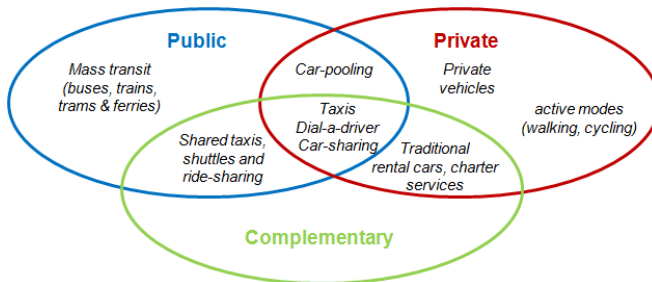 Public
Private
Mass transit
(buses, trains,
trams & ferries)
Car-pooling
Private
vehicles
active modes
(walking, cycling)
Taxis
Dial-a-driver
Car-sharing
Shared taxis,
shuttles and
ride-sharing
Traditional
rental cars, charter
services
Complementary